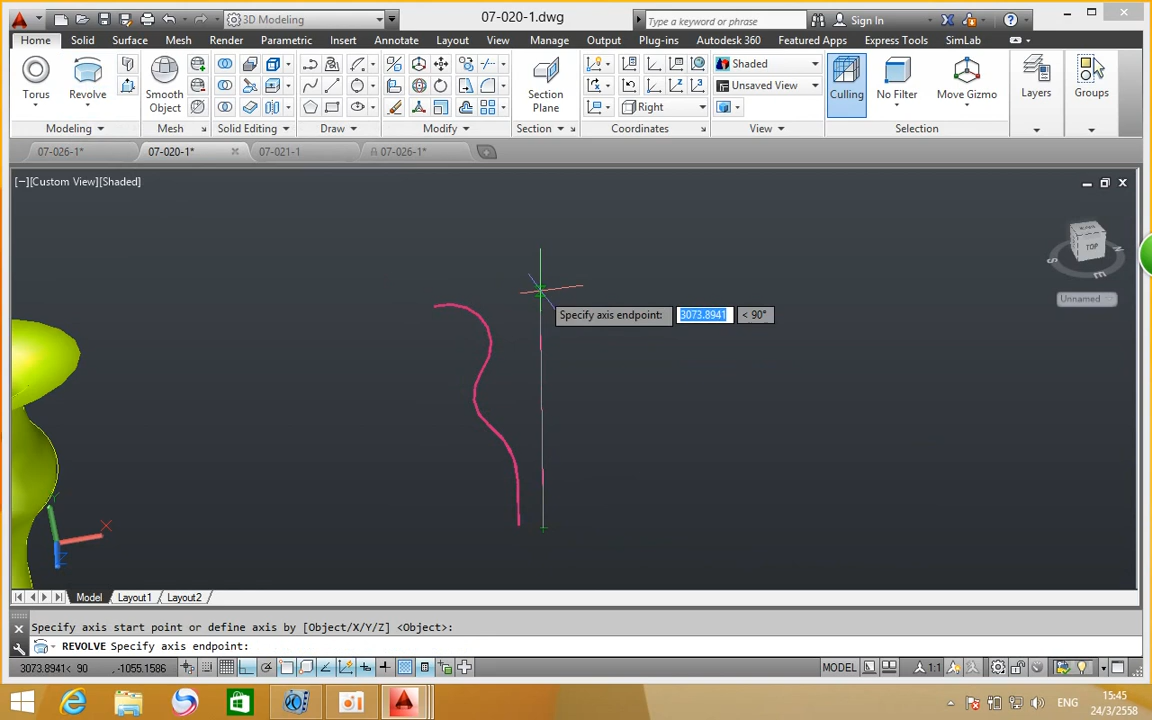 3D Modeling
07-020-1.dwg
Type a keyword or phrase
Sign In
Home Solid Surface Mesh Render Parametric Insert Annotate Layout View Manage Output Plug-ins Autodesk 360 Featured Apps Express Tools SimLab
Torus
Revolve
Smooth Object
Section Plane
Shaded
Unsaved View
Right
Culling
No Filter
Move Gizmo
Layers
Groups
Modeling Mesh Solid Editing Draw Modify Section Coordinates View Selection
07-026-1* 07-020-1* 07-021-1 07-026-1*
[−][Custom View][Shaded]
TOP
S
E
N
Unnamed
Specify axis endpoint: 3073.8941 < 90°
Y
X
Z
Model Layout1 Layout2
Specify axis start point or define axis by [Object/X/Y/Z] <Object>:
REVOLVE Specify axis endpoint:
3073.8941< 90 , -1055.1586
MODEL
1:1
ENG
15:45
24/3/2558